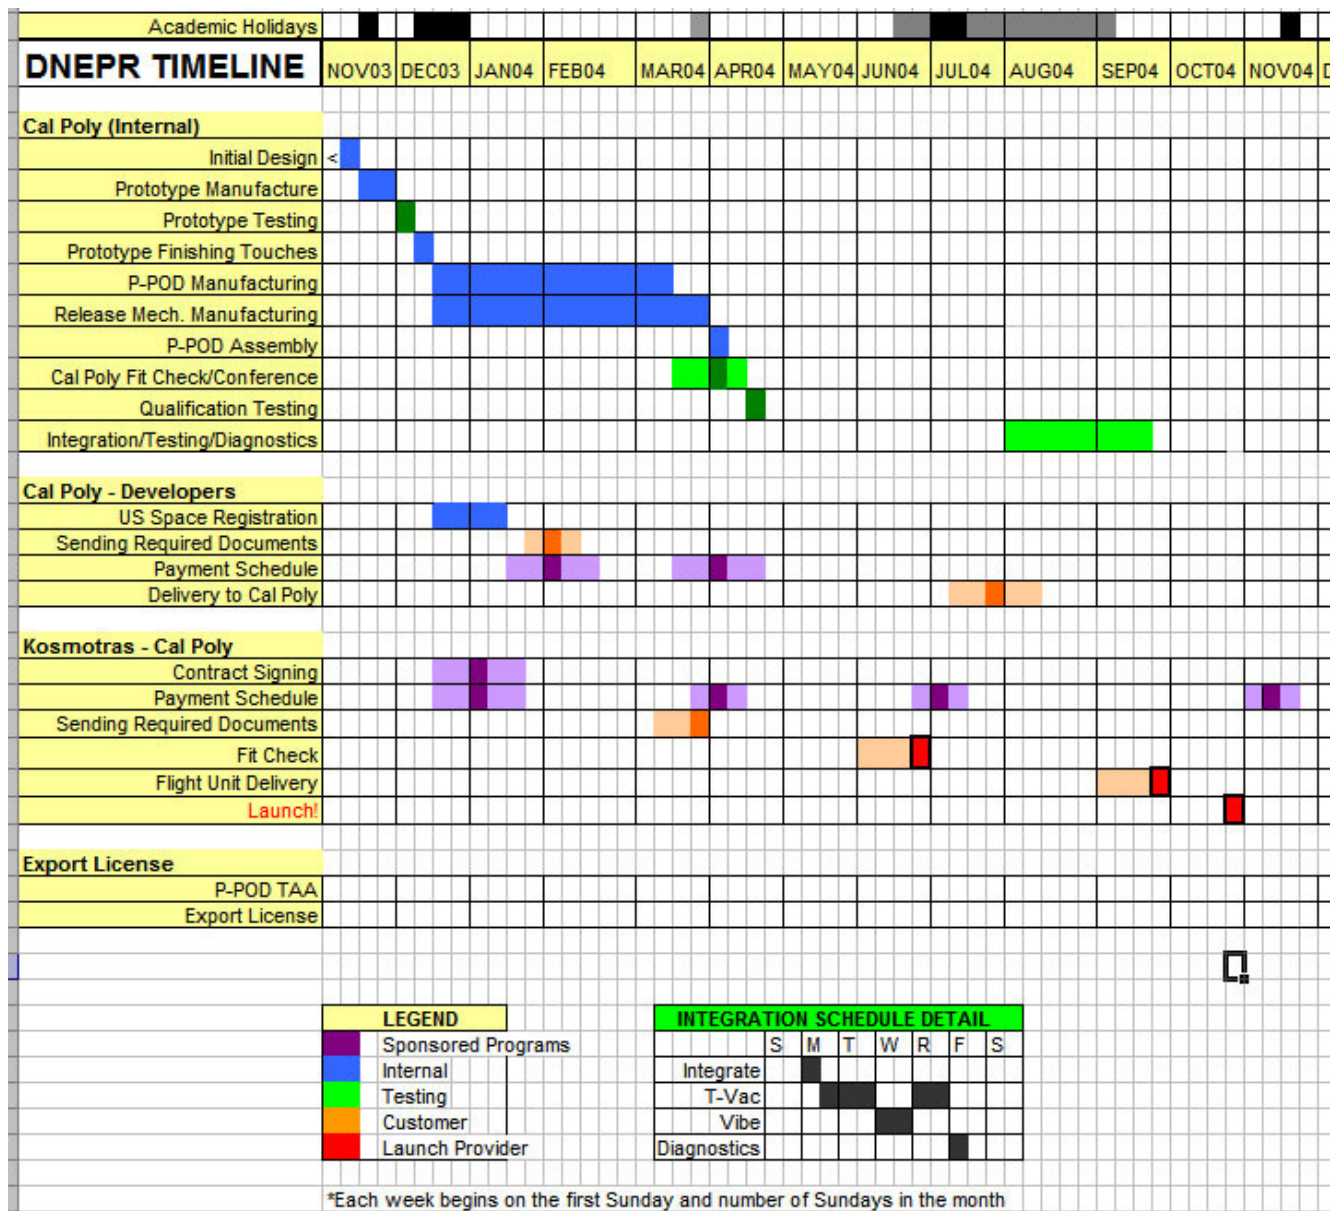 Academic Holidays
DNEPR TIMELINE NOV03 DEC03 JAN04 FEB04 MAR04 APR04 MAY04 JUN04 JUL04 AUG04 SEP04 OCT04 NOV04 D
Cal Poly (Internal)
Initial Design <
Prototype Manufacture
Prototype Testing
Prototype Finishing Touches
P-POD Manufacturing
Release Mech. Manufacturing
P-POD Assembly
Cal Poly Fit Check/Conference
Qualification Testing
Integration/Testing/Diagnostics
Cal Poly - Developers
US Space Registration
Sending Required Documents
Payment Schedule
Delivery to Cal Poly
Kosmotras - Cal Poly
Contract Signing
Payment Schedule
Sending Required Documents
Fit Check
Flight Unit Delivery
Launch!
Export License
P-POD TAA
Export License
LEGEND
Sponsored Programs
Internal
Testing
Customer
Launch Provider
INTEGRATION SCHEDULE DETAIL
S M T W R F S
Integrate
T-Vac
Vibe
Diagnostics
*Each week begins on the first Sunday and number of Sundays in the month